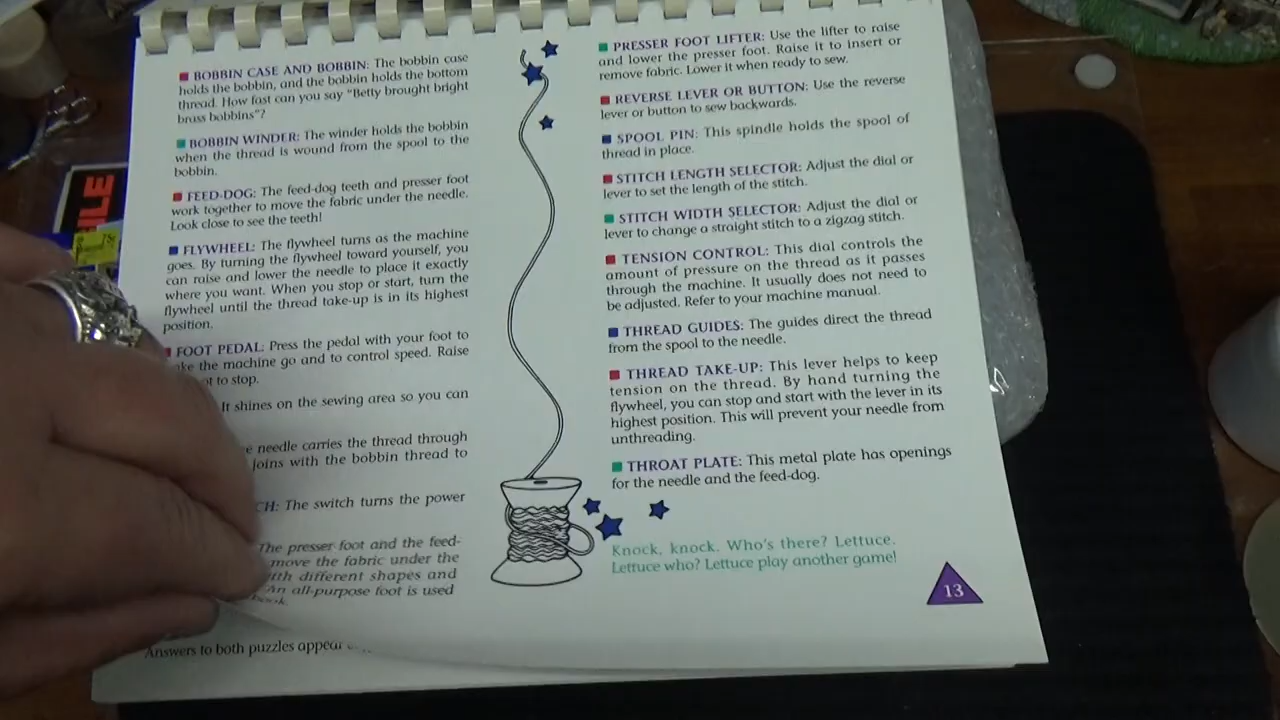 BOBBIN CASE AND BOBBIN: The bobbin case
holds the bobbin, and the bobbin holds the bottom
thread. How fast can you say "Betty brought bright
brass bobbins"?
BOBBIN WINDER: The winder holds the bobbin
when the thread is wound from the spool to the
bobbin.
FEED-DOG: The feed-dog teeth and presser foot
work together to move the fabric under the needle.
Look close to see the teeth!
FLYWHEEL: The flywheel turns as the machine
goes. By turning the flywheel toward yourself, you
can raise and lower the needle to place it exactly
where you want. When you stop or start, turn the
flywheel until the thread take-up is in its highest
position.
FOOT PEDAL: Press the pedal with your foot to
the machine go and to control speed. Raise
to stop.
It shines on the sewing area so you can
needle carries the thread through
joins with the bobbin thread to
The switch turns the power
The presser foot and the feed-
move the fabric under the
different shapes and
An all-purpose foot is used
Answers to both puzzles appear
PRESSER FOOT LIFTER: Use the lifter to raise
and lower the presser foot. Raise it to insert or
remove fabric. Lower it when ready to sew.
REVERSE LEVER OR BUTTON: Use the reverse
lever or button to sew backwards.
SPOOL PIN: This spindle holds the spool of
thread in place.
STITCH LENGTH SELECTOR: Adjust the dial or
lever to set the length of the stitch.
STITCH WIDTH SELECTOR: Adjust the dial or
lever to change a straight stitch to a zigzag stitch.
TENSION CONTROL: This dial controls the
amount of pressure on the thread as it passes
through the machine. It usually does not need to
be adjusted. Refer to your machine manual.
THREAD GUIDES: The guides direct the thread
from the spool to the needle.
THREAD TAKE-UP: This lever helps to keep
tension on the thread. By hand turning the
flywheel, you can stop and start with the lever in its
highest position. This will prevent your needle from
unthreading.
THROAT PLATE: This metal plate has openings
for the needle and the feed-dog.
Knock, knock. Who's there? Lettuce.
Lettuce who? Lettuce play another game!
13